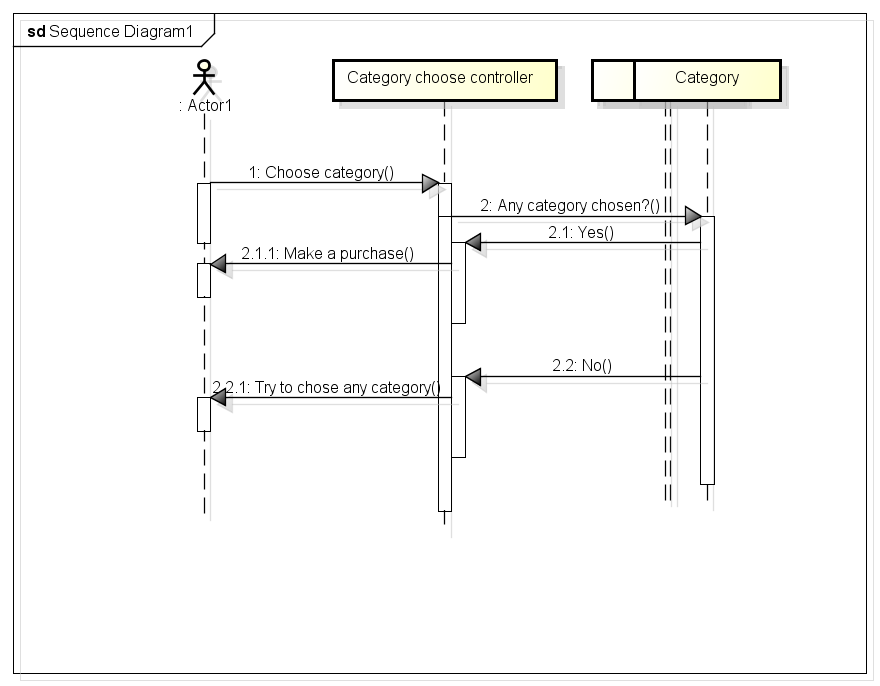 sd Sequence Diagram1
: Actor1
Category choose controller
Category
1: Choose category()
2: Any category chosen?()
2.1: Yes()
2.1.1: Make a purchase()
2.2: No()
2.2.1: Try to chose any category()